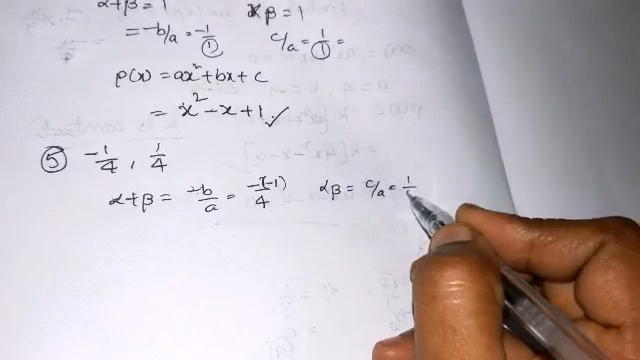 α+β = 1 αβ = 1
= -b/a = -1/1 c/a = 1/1 =
p(x) = ax²+bx+c
= x² - x + 1 ✓
⑤ -1/4, 1/4
α+β = -b/a = -(-1)/4 αβ = c/a = 1/